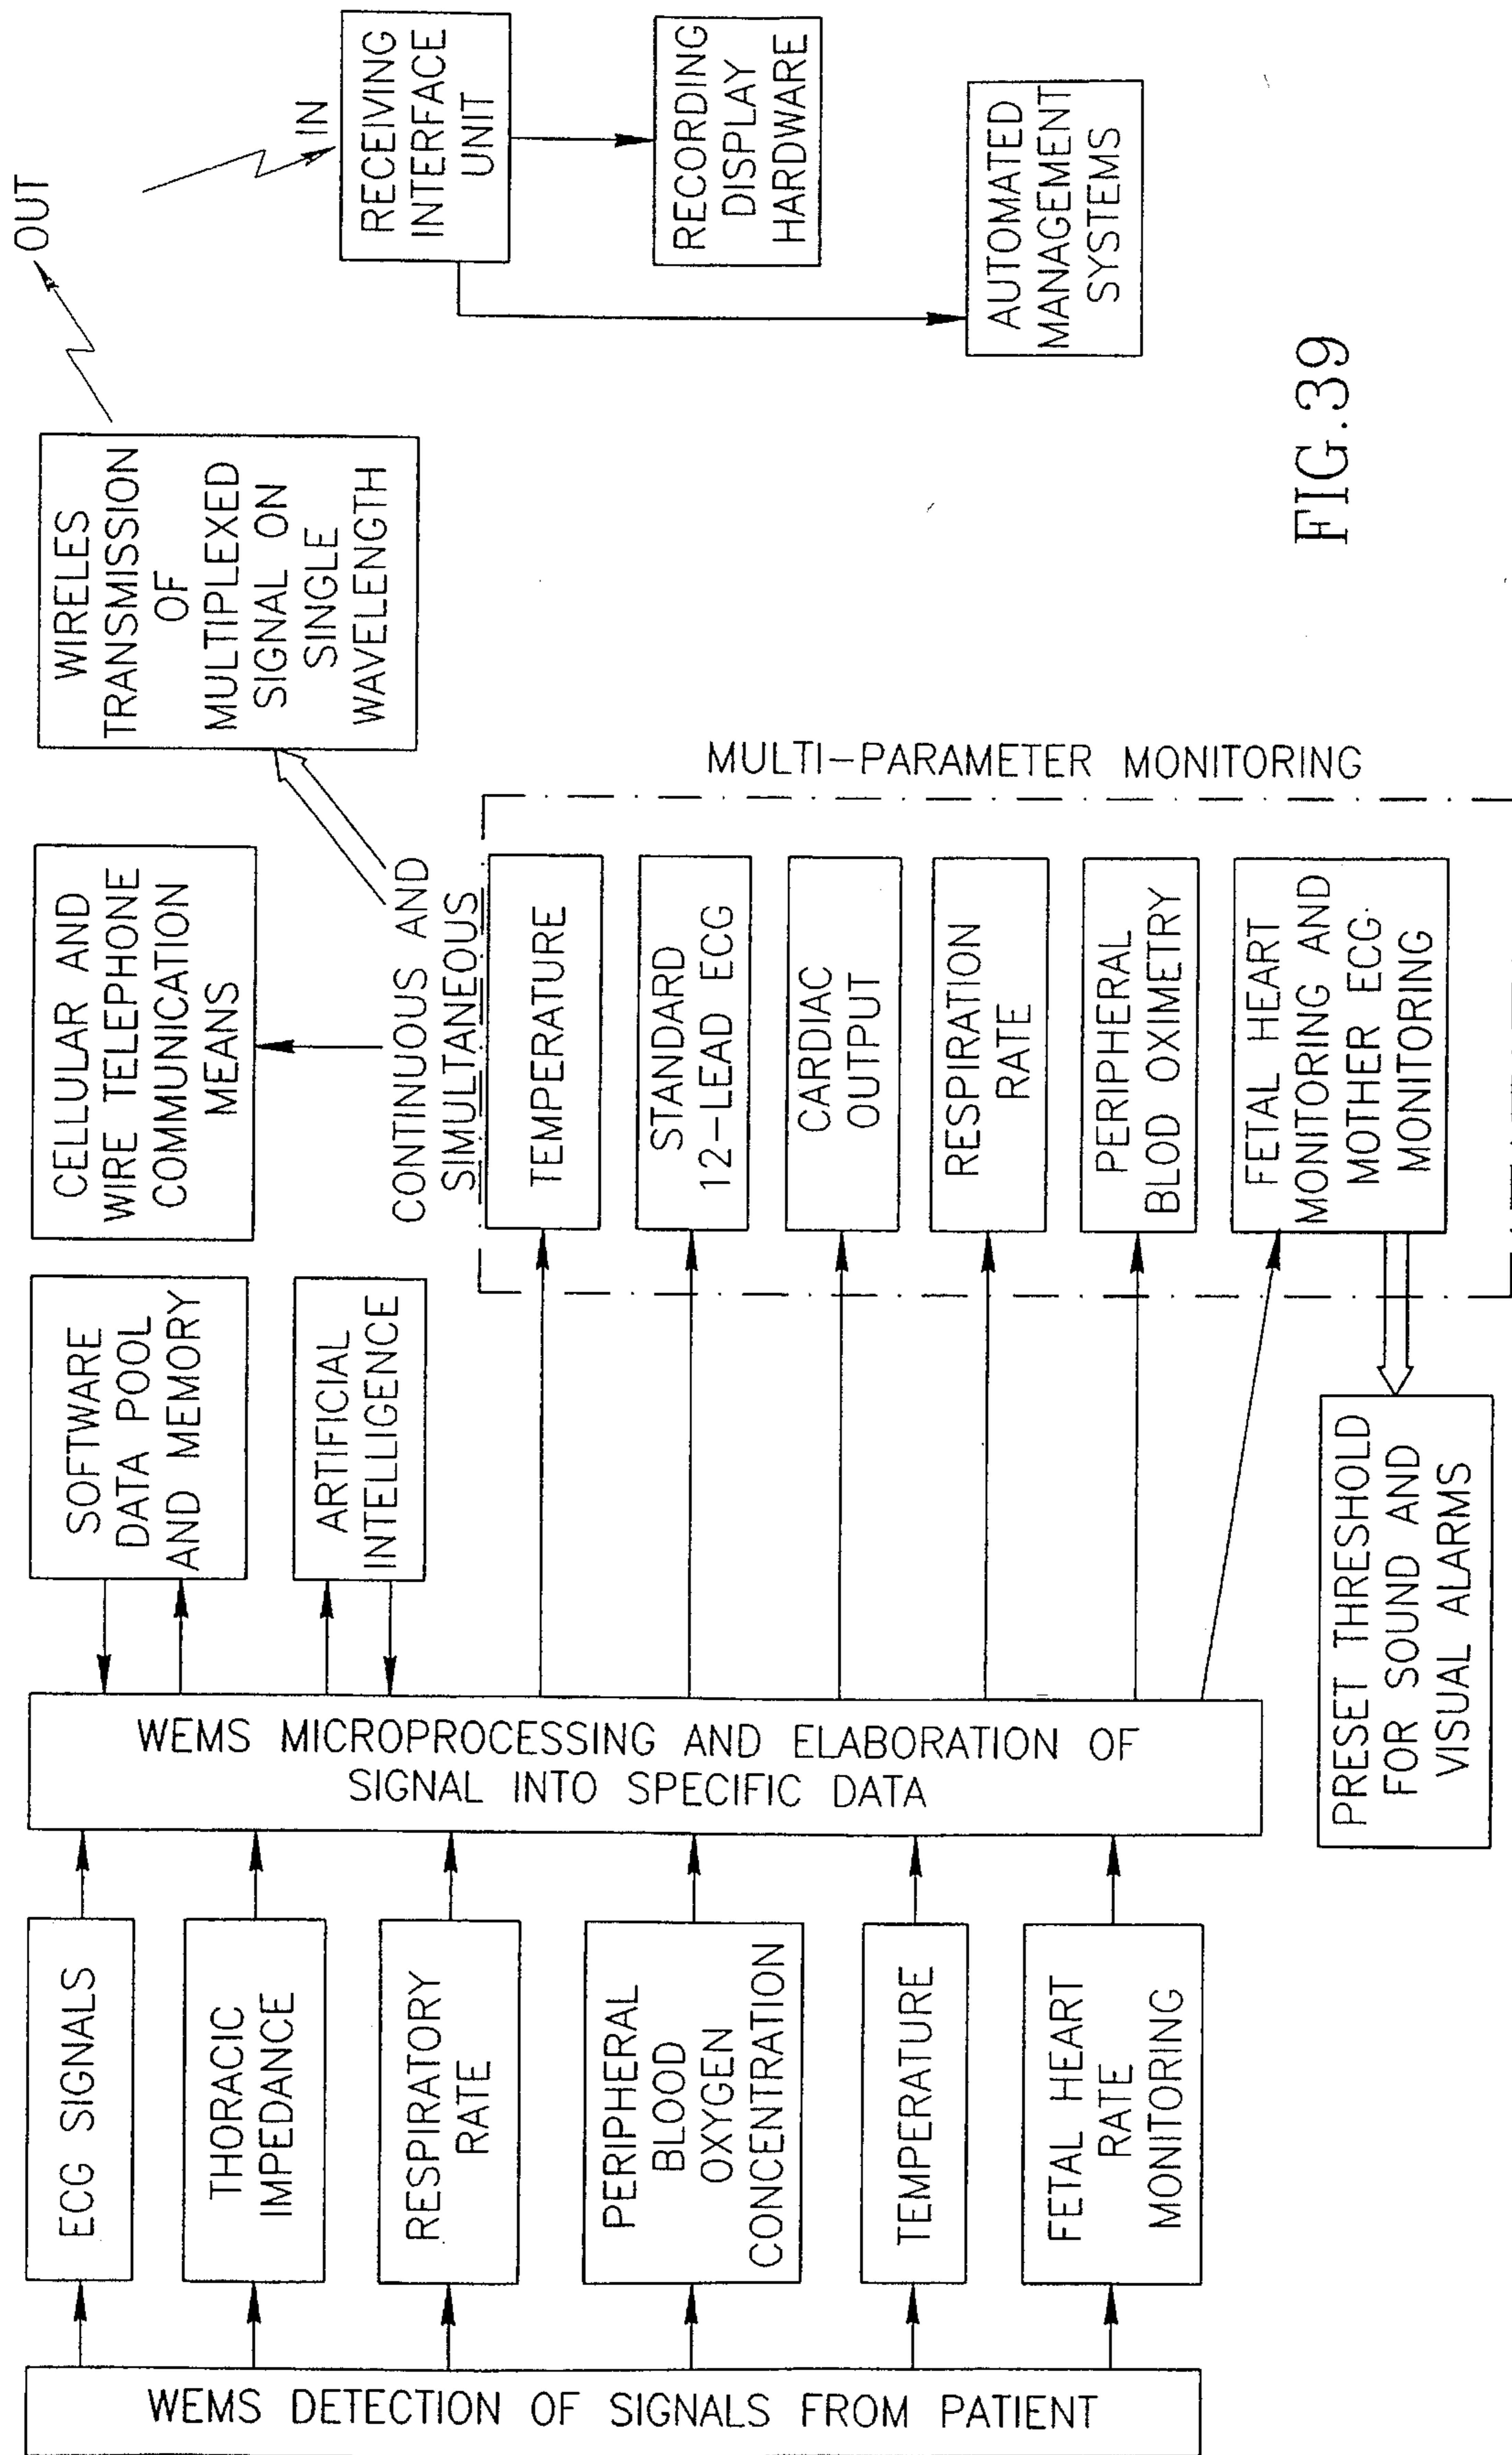 WEMS DETECTION OF SIGNALS FROM PATIENT
ECG SIGNALS
THORACIC
IMPEDANCE
RESPIRATORY
RATE
PERIPHERAL
BLOOD
OXYGEN
CONCENTRATION
TEMPERATURE
FETAL HEART
RATE
MONITORING
WEMS MICROPROCESSING AND ELABORATION OF
SIGNAL INTO SPECIFIC DATA
SOFTWARE
DATA POOL
AND MEMORY
ARTIFICIAL
INTELLIGENCE
PRESET THRESHOLD
FOR SOUND AND
VISUAL ALARMS
CELLULAR AND
WIRE TELEPHONE
COMMUNICATION
MEANS
CONTINUOUS AND
SIMULTANEOUS
TEMPERATURE
STANDARD
12-LEAD ECG
CARDIAC
OUTPUT
RESPIRATION
RATE
PERIPHERAL
BLOD OXIMETRY
FETAL HEART
MONITORING AND
MOTHER ECG
MONITORING
MULTI-PARAMETER MONITORING
WIRELES
TRANSMISSION
OF
MULTIPLEXED
SIGNAL ON
SINGLE
WAVELENGTH
OUT
IN
RECEIVING
INTERFACE
UNIT
RECORDING
DISPLAY
HARDWARE
AUTOMATED
MANAGEMENT
SYSTEMS
FIG.39